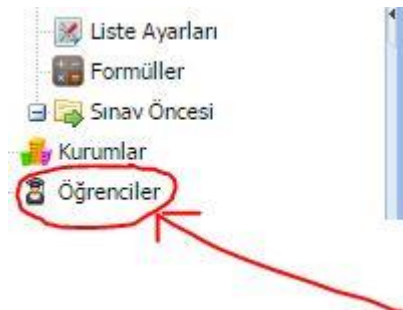 Liste Ayarları
Formüller
Sınav Öncesi
Kurumlar
Öğrenciler